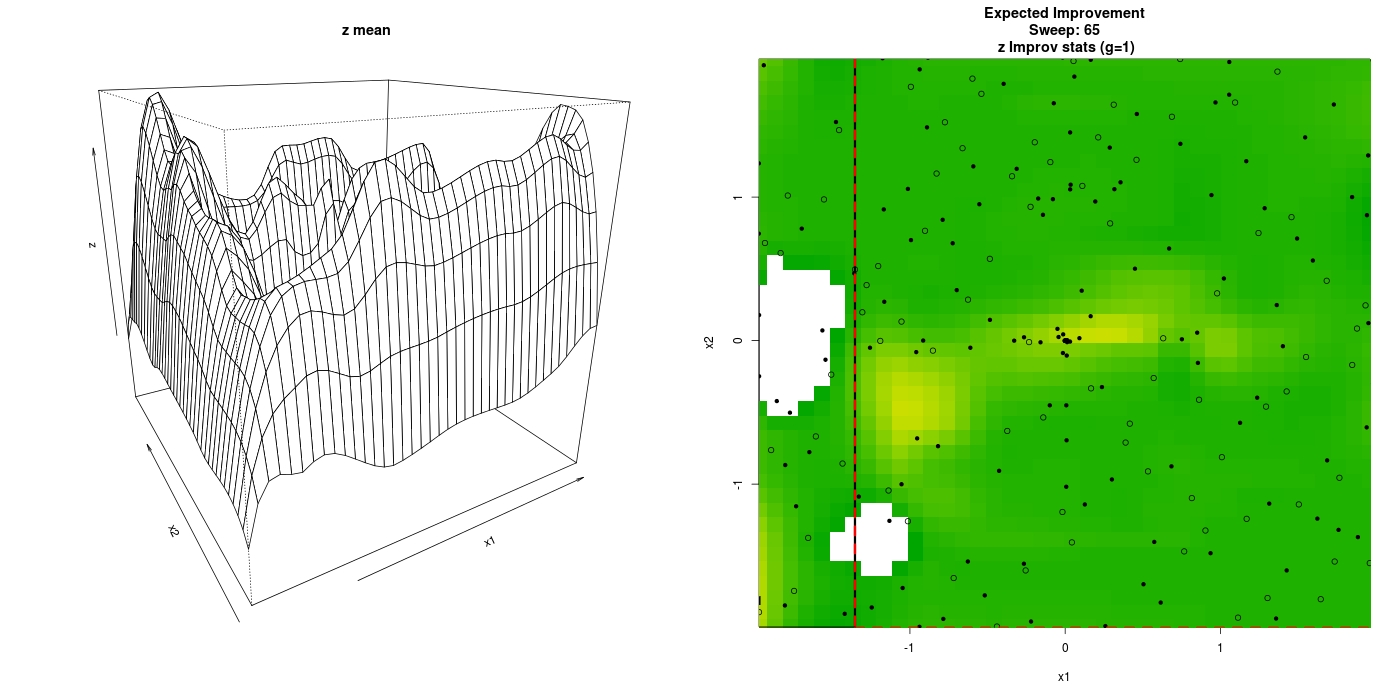 z mean
z
x2
x1
Expected Improvement
Sweep: 65
z Improv stats (g=1)
1
0
-1
x2
-1
0
1
x1